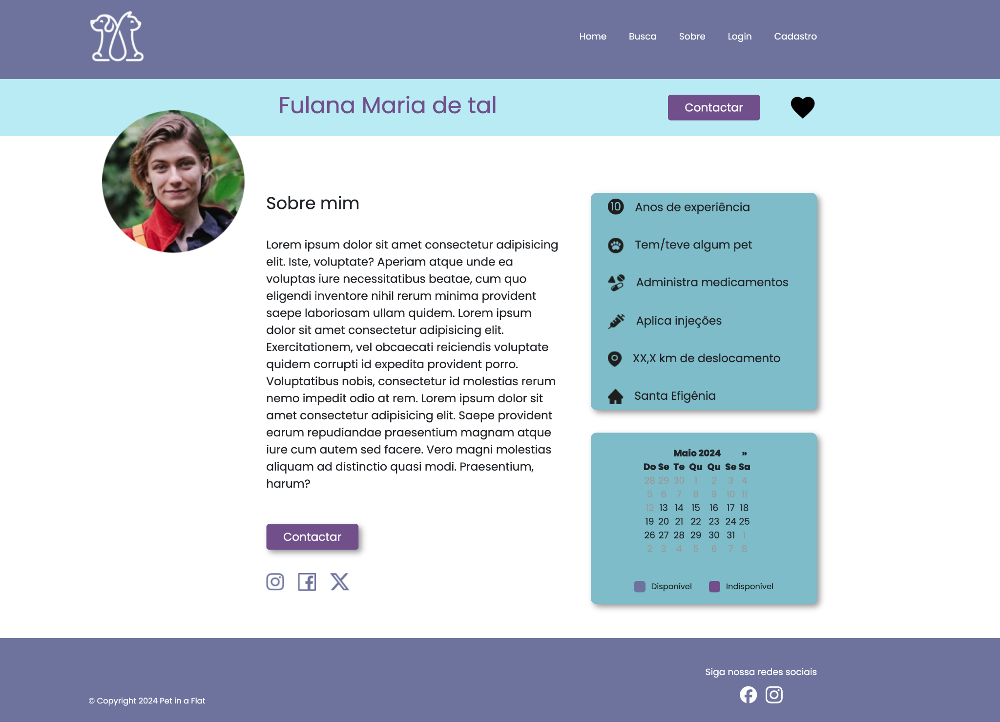 Home Busca Sobre Login Cadastro
Fulana Maria de tal
Contactar
Sobre mim
Lorem ipsum dolor sit amet consectetur adipisicing
elit. Iste, voluptate? Aperiam atque unde ea
voluptas iure necessitatibus beatae, cum quo
eligendi inventore nihil rerum minima provident
saepe laboriosam ullam quidem. Lorem ipsum
dolor sit amet consectetur adipisicing elit.
Exercitationem, vel obcaecati reiciendis voluptate
quidem corrupti id expedita provident porro.
Voluptatibus nobis, consectetur id molestias rerum
nemo impedit odio at rem. Lorem ipsum dolor sit
amet consectetur adipisicing elit. Saepe provident
earum repudiandae praesentium magnam atque
iure cum autem sed facere. Vero magni molestias
aliquam ad distinctio quasi modi. Praesentium,
harum?
Contactar
10 Anos de experiência
Tem/teve algum pet
Administra medicamentos
Aplica injeções
XX,X km de deslocamento
Santa Efigênia
Maio 2024 »
Do Se Te Qu Qu Se Sa
28 29 30 1 2 3 4
5 6 7 8 9 10 11
12 13 14 15 16 17 18
19 20 21 22 23 24 25
26 27 28 29 30 31 1
2 3 4 5 6 7 8
Disponível Indisponível
Siga nossa redes sociais
© Copyright 2024 Pet in a Flat